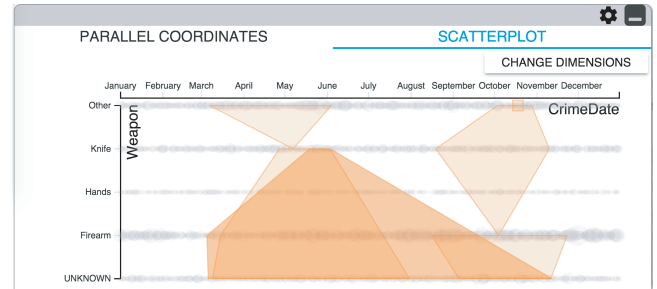 PARALLEL COORDINATES SCATTERPLOT
CHANGE DIMENSIONS
January February March April May June July August September October November December
Other
Weapon
CrimeDate
Knife
Hands
Firearm
UNKNOWN